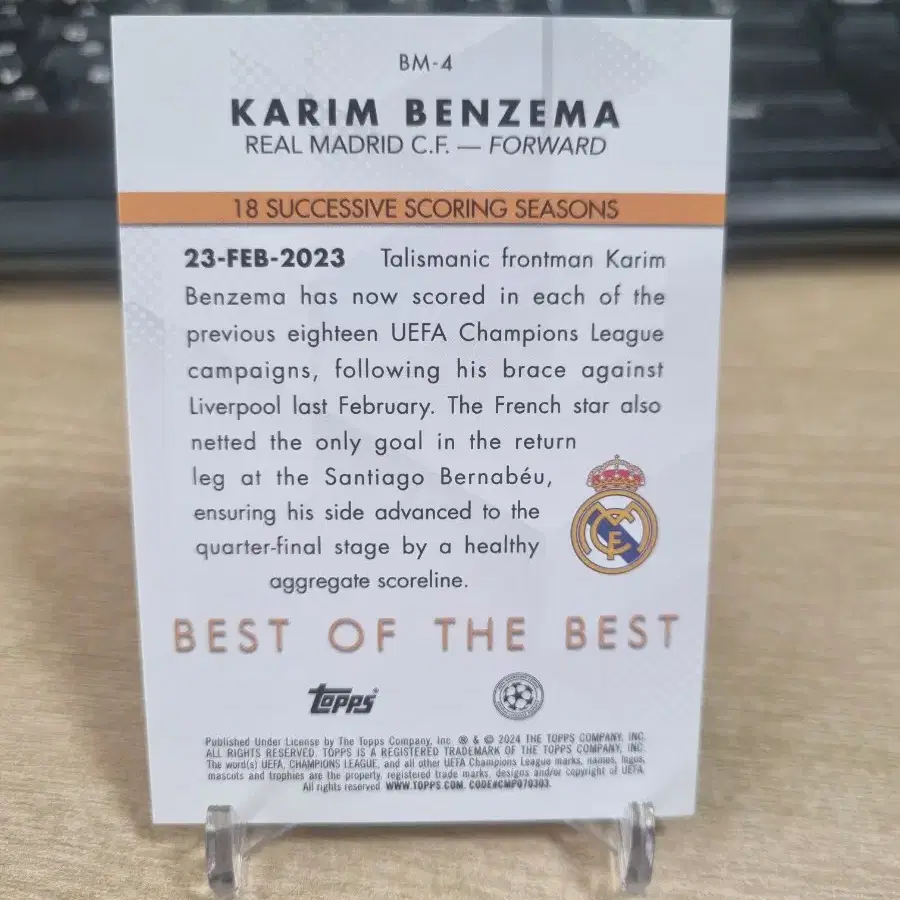 BM-4
KARIM BENZEMA
REAL MADRID C.F. — FORWARD
18 SUCCESSIVE SCORING SEASONS
23-FEB-2023 Talismanic frontman Karim
Benzema has now scored in each of the
previous eighteen UEFA Champions League
campaigns, following his brace against
Liverpool last February. The French star also
netted the only goal in the return
leg at the Santiago Bernabéu,
ensuring his side advanced to the
quarter-final stage by a healthy
aggregate scoreline.
BEST OF THE BEST
topps
Published Under License by The Topps Company, Inc. ® & © 2024 THE TOPPS COMPANY, INC.
ALL RIGHTS RESERVED. TOPPS IS A REGISTERED TRADEMARK OF THE TOPPS COMPANY, INC.
The word(s) UEFA, CHAMPIONS LEAGUE, and all other UEFA Champions League marks, names, logos,
mascots and trophies are the property, registered trade marks, designs and/or copyright of UEFA.
All rights reserved. WWW.TOPPS.COM. CODE#CMP070303.